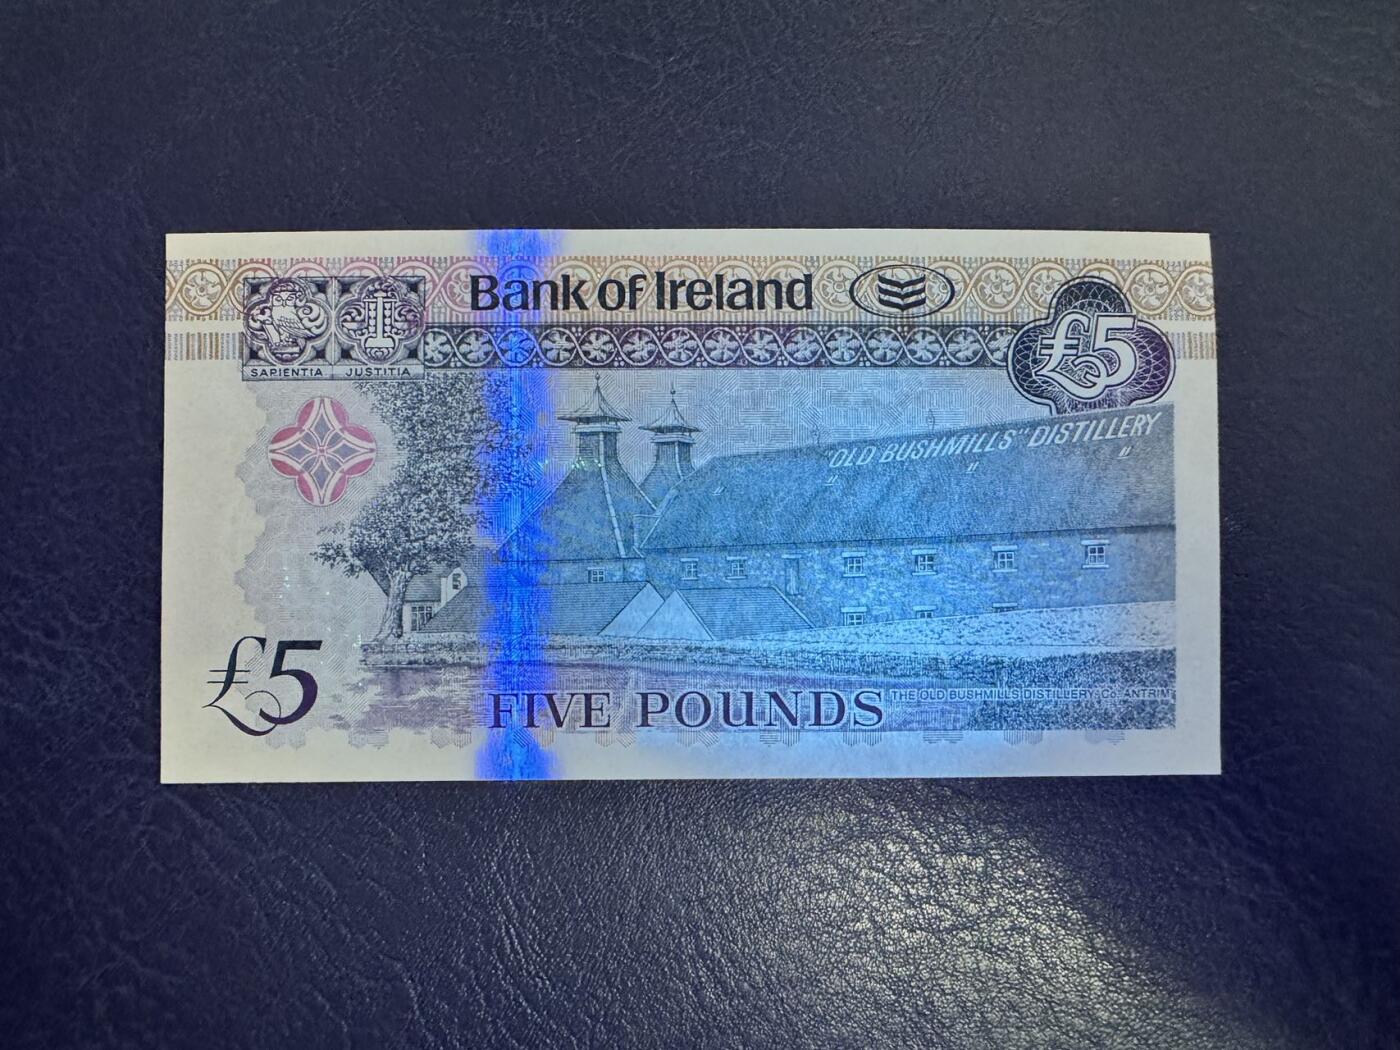 Bank of Ireland
£5
SAPIENTIA JUSTITIA
"OLD BUSHMILLS" DISTILLERY
£5
FIVE POUNDS
THE OLD BUSHMILLS DISTILLERY, Co. ANTRIM